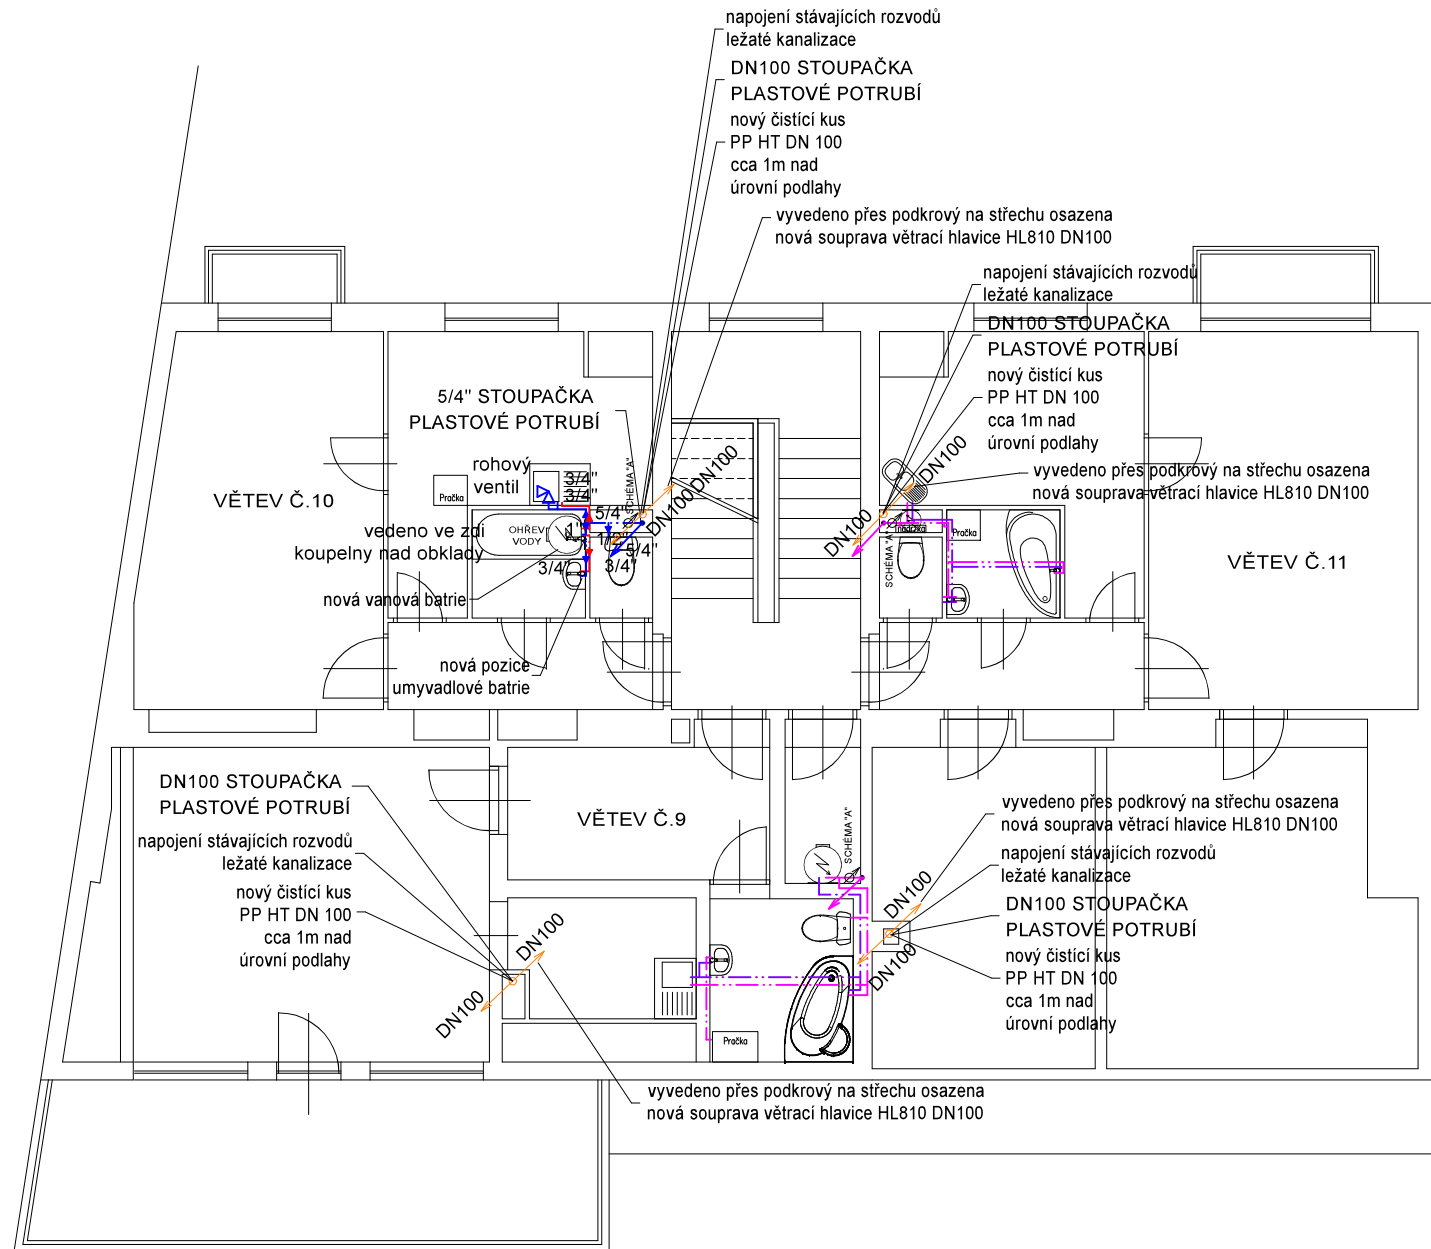 napojení stávajících rozvodů
ležaté kanalizace
DN100 STOUPAČKA
PLASTOVÉ POTRUBÍ
nový čistící kus
PP HT DN 100
cca 1m nad
úrovní podlahy
vyvedeno přes podkrový na střechu osazena
nová souprava větrací hlavice HL810 DN100
napojení stávajících rozvodů
ležaté kanalizace
DN100 STOUPAČKA
PLASTOVÉ POTRUBÍ
nový čistící kus
PP HT DN 100
cca 1m nad
úrovní podlahy
vyvedeno přes podkrový na střechu osazena
nová souprava větrací hlavice HL810 DN100
5/4" STOUPAČKA
PLASTOVÉ POTRUBÍ
rohový
ventil
3/4"
3/4"
SCHÉMA "A"
DN100
DN100
DN100
DN100
VĚTEV Č.10
Pračka
OHŘEV
VODY
5/4"
1"
1/2"
5/4"
3/4"
3/4"
vedeno ve zdi
koupelny nad obklady
nová vanová batrie
nová pozice
umyvadlové batrie
nádržka
Pračka
SCHÉMA "A"
VĚTEV Č.11
DN100 STOUPAČKA
PLASTOVÉ POTRUBÍ
napojení stávajících rozvodů
ležaté kanalizace
nový čistící kus
PP HT DN 100
cca 1m nad
úrovní podlahy
DN100
DN100
VĚTEV Č.9
SCHÉMA "A"
Pračka
DN100
DN100
vyvedeno přes podkrový na střechu osazena
nová souprava větrací hlavice HL810 DN100
napojení stávajících rozvodů
ležaté kanalizace
DN100 STOUPAČKA
PLASTOVÉ POTRUBÍ
nový čistící kus
PP HT DN 100
cca 1m nad
úrovní podlahy
vyvedeno přes podkrový na střechu osazena
nová souprava větrací hlavice HL810 DN100